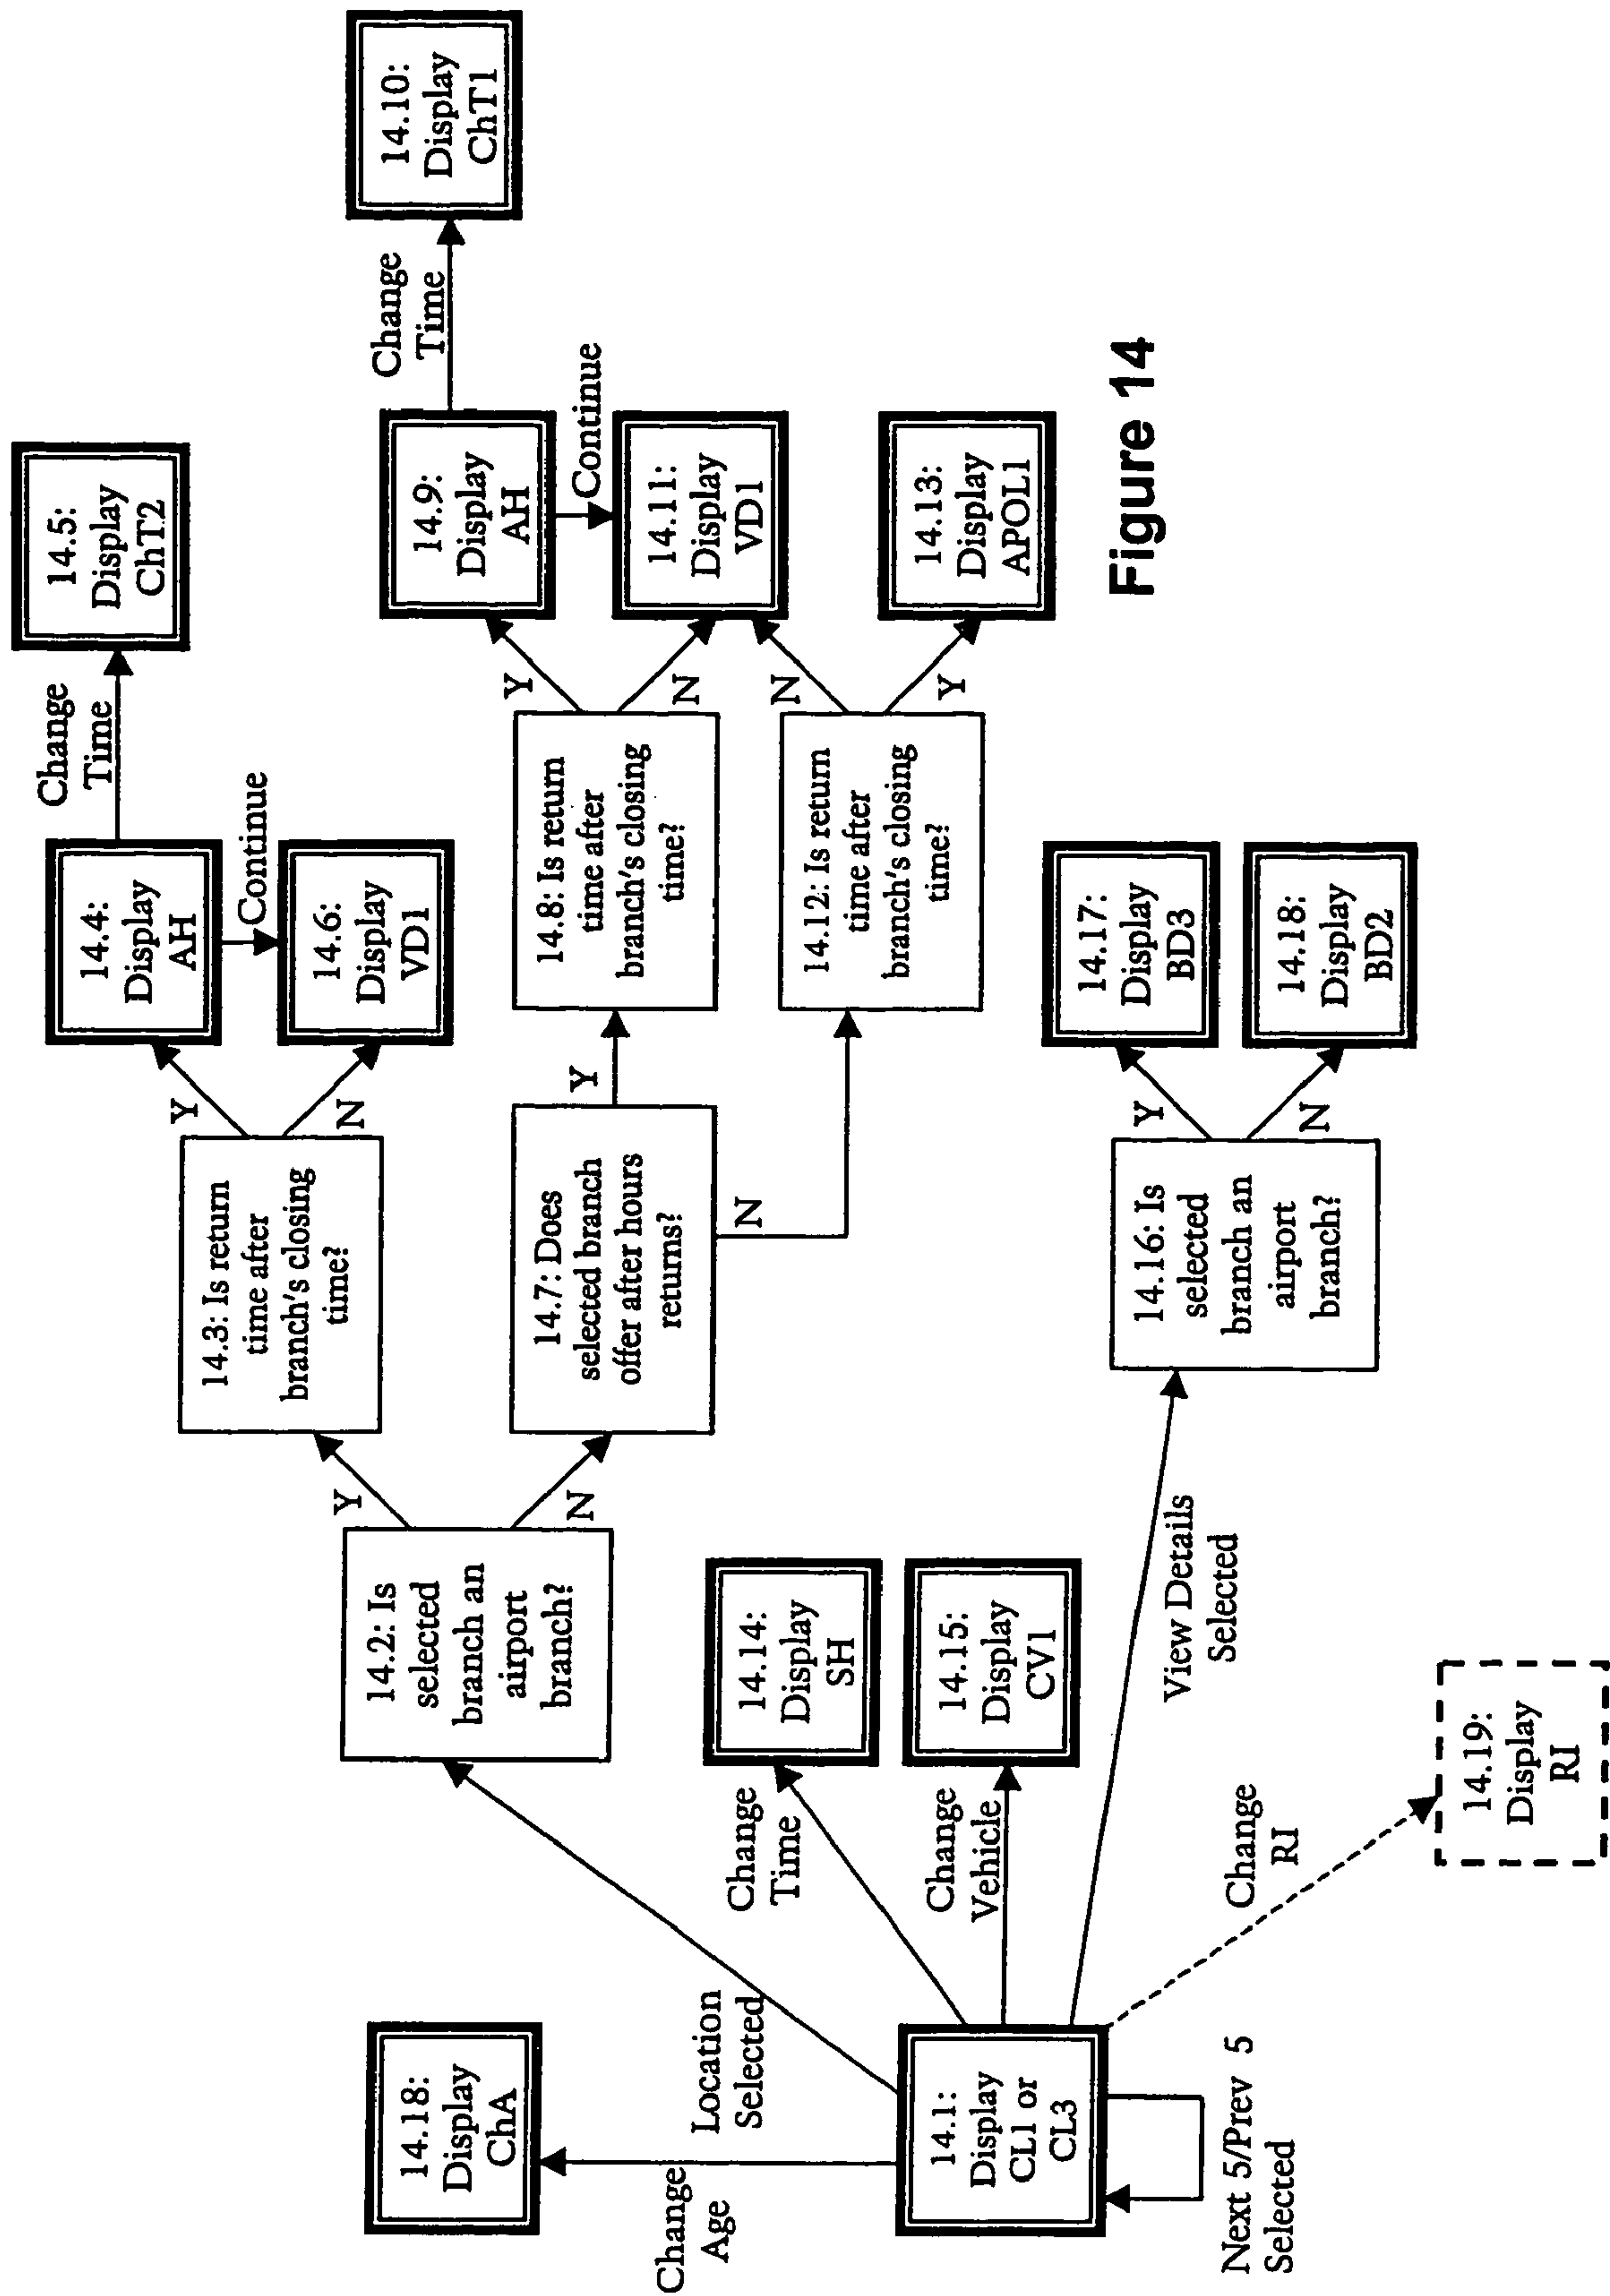 14.18:
Display
ChA
Change
Age
Location
Selected
14.1:
Display
CL1 or
CL3
Next 5/Prev 5
Selected
14.2: Is
selected
branch an
airport
branch?
Y
N
Change
Time
14.14:
Display
SH
Change
Vehicle
14.15:
Display
CV1
View Details
Selected
Change
RI
14.19:
Display
RI
14.3: Is return
time after
branch's closing
time?
Y
N
14.4:
Display
AH
Change
Time
14.5:
Display
ChT2
Continue
14.6:
Display
VD1
14.7: Does
selected branch
offer after hours
returns?
Y
N
14.8: Is return
time after
branch's closing
time?
Y
N
14.9:
Display
AH
Change
Time
14.10:
Display
ChT1
Continue
14.11:
Display
VD1
14.12: Is return
time after
branch's closing
time?
N
Y
14.13:
Display
APOL1
14.16: Is
selected
branch an
airport
branch?
Y
N
14.17:
Display
BD3
14.18:
Display
BD2
Figure 14